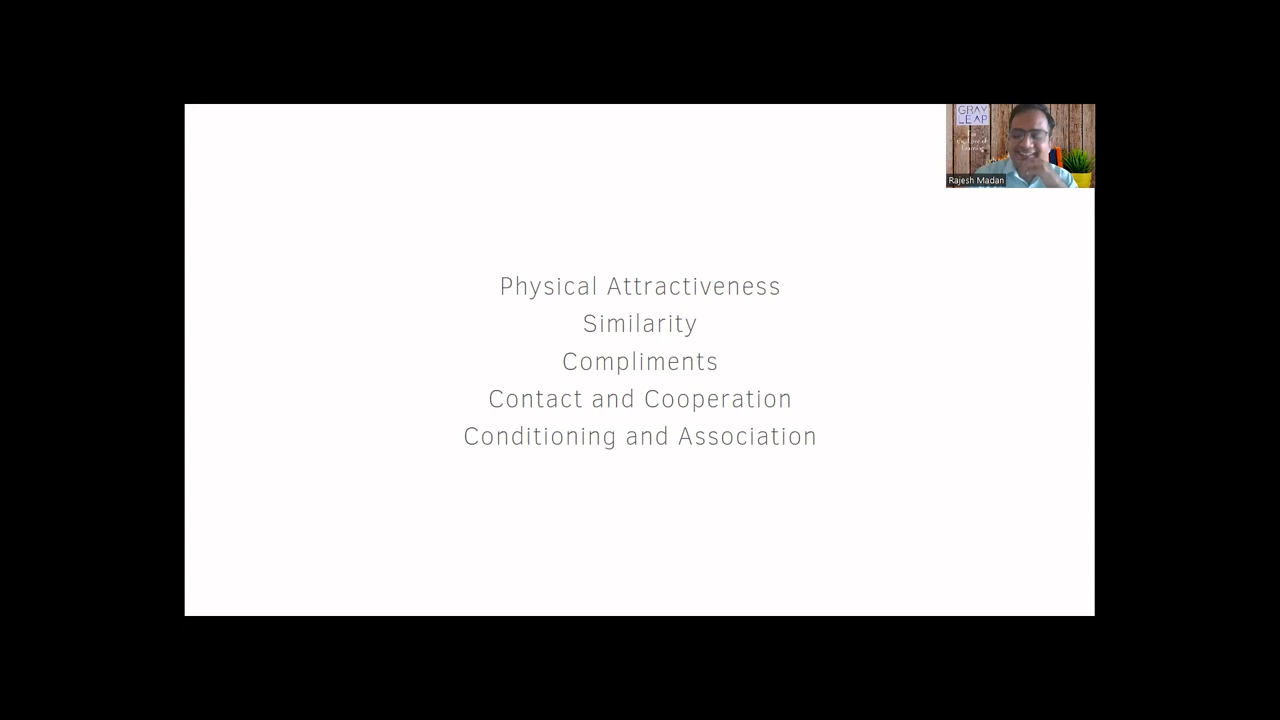 GRAY
LEAP
Rajesh Madan
Physical Attractiveness
Similarity
Compliments
Contact and Cooperation
Conditioning and Association